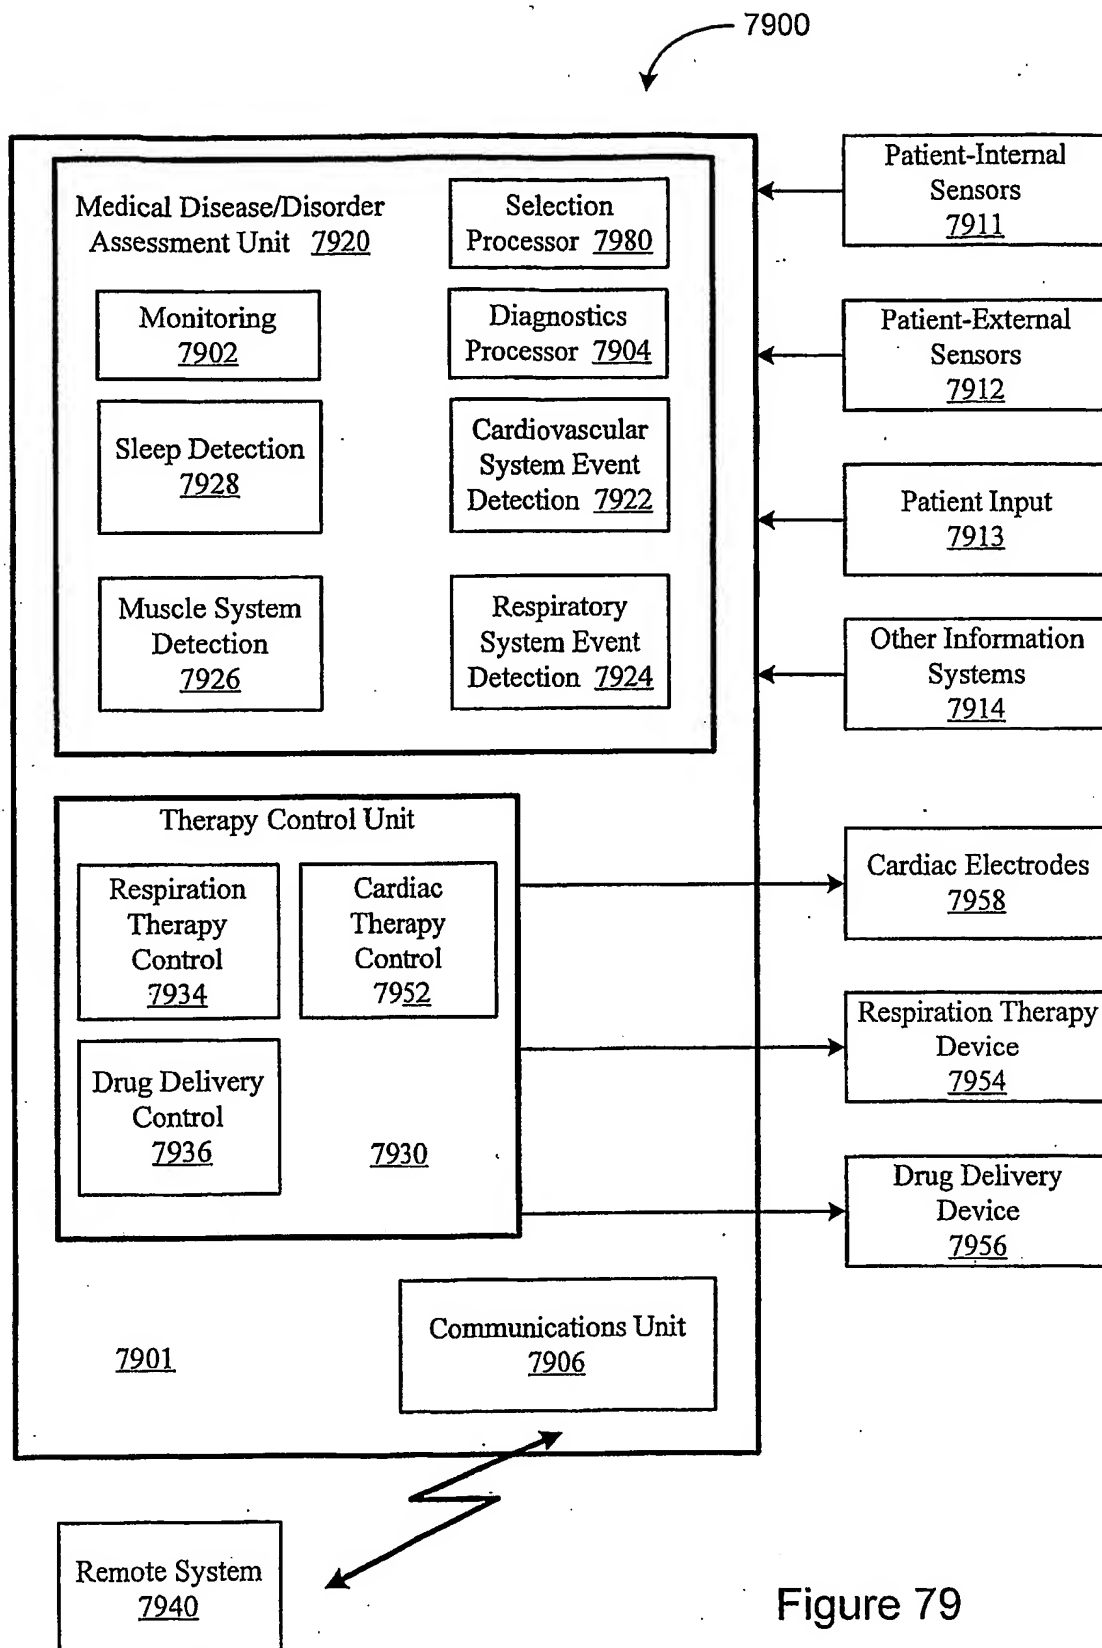 7900
Medical Disease/Disorder
Assessment Unit 7920
Selection
Processor 7980
Monitoring
7902
Diagnostics
Processor 7904
Sleep Detection
7928
Cardiovascular
System Event
Detection 7922
Muscle System
Detection
7926
Respiratory
System Event
Detection 7924
Patient-Internal
Sensors
7911
Patient-External
Sensors
7912
Patient Input
7913
Other Information
Systems
7914
Therapy Control Unit
Respiration
Therapy
Control
7934
Cardiac
Therapy
Control
7952
Drug Delivery
Control
7936
7930
Cardiac Electrodes
7958
Respiration Therapy
Device
7954
Drug Delivery
Device
7956
Communications Unit
7906
7901
Remote System
7940
Figure 79